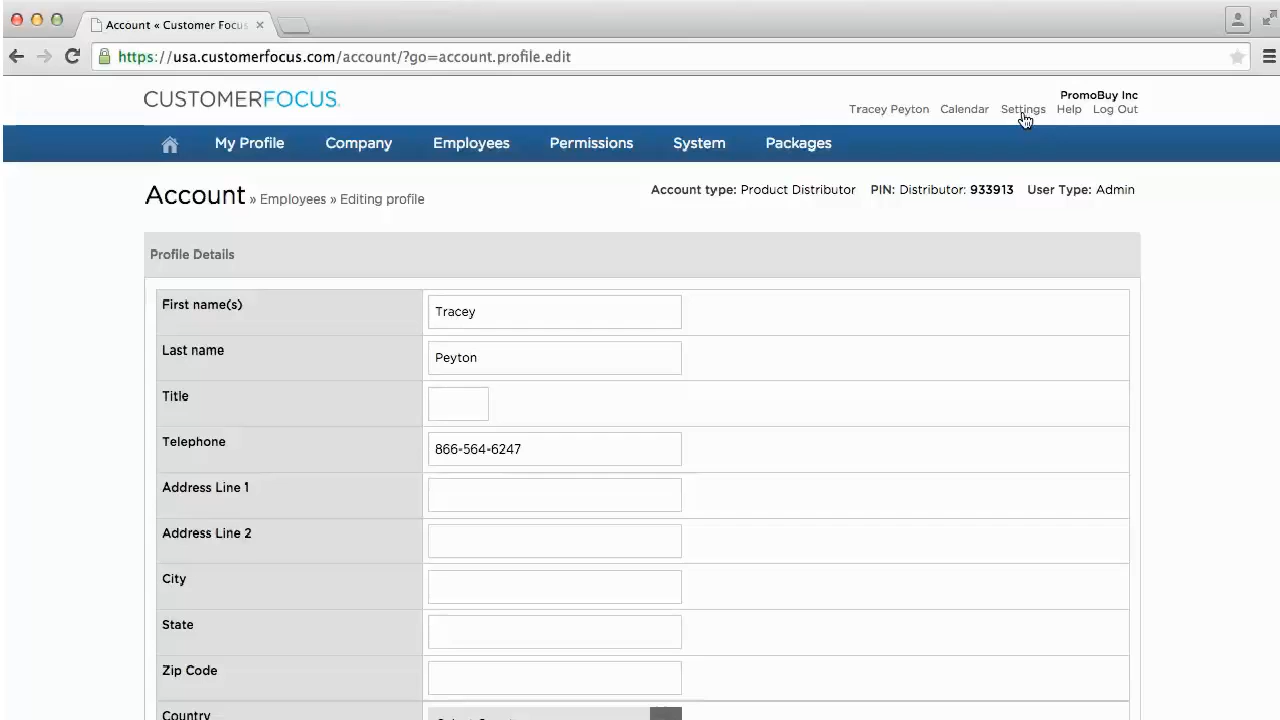 Account « Customer Focus
https://usa.customerfocus.com/account/?go=account.profile.edit
CUSTOMERFOCUS
PromoBuy Inc
Tracey Peyton Calendar Settings Help Log Out
My Profile Company Employees Permissions System Packages
Account » Employees » Editing profile
Account type: Product Distributor PIN: Distributor: 933913 User Type: Admin
Profile Details
First name(s) Tracey
Last name Peyton
Title
Telephone 866-564-6247
Address Line 1
Address Line 2
City
State
Zip Code
Country